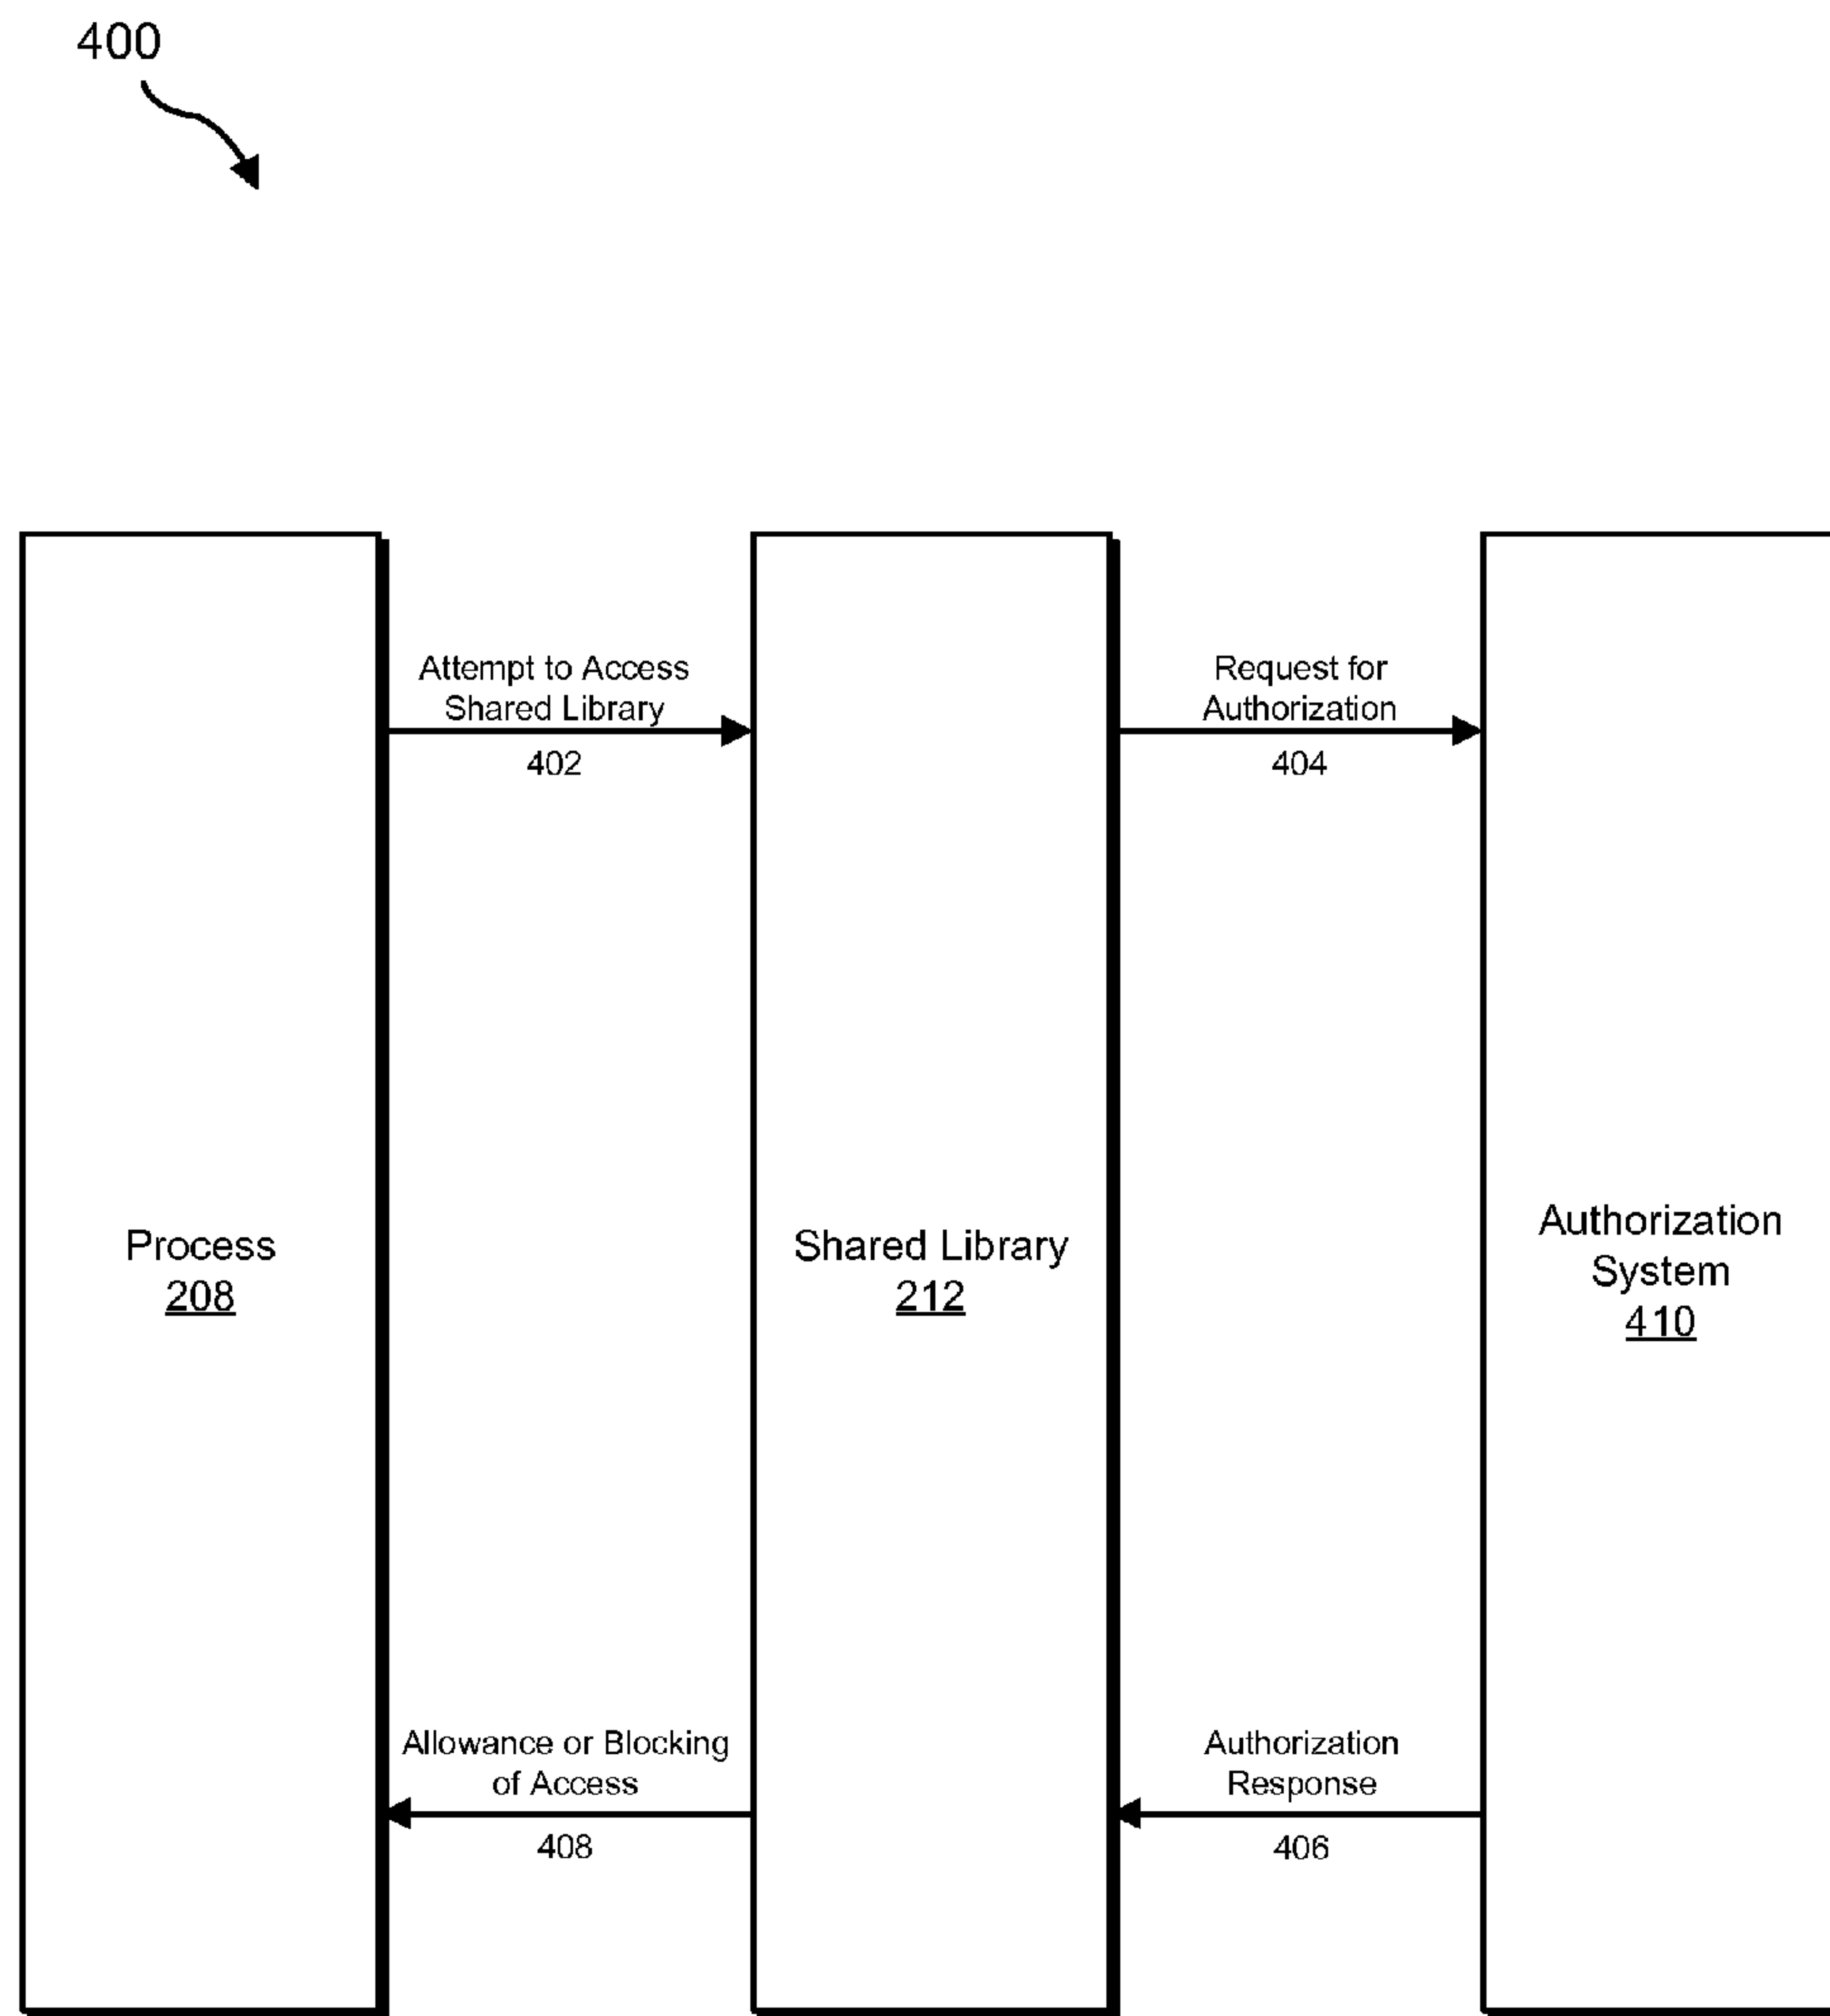 400
Attempt to Access
Shared Library
402
Request for
Authorization
404
Process
208
Shared Library
212
Authorization
System
410
Allowance or Blocking
of Access
408
Authorization
Response
406